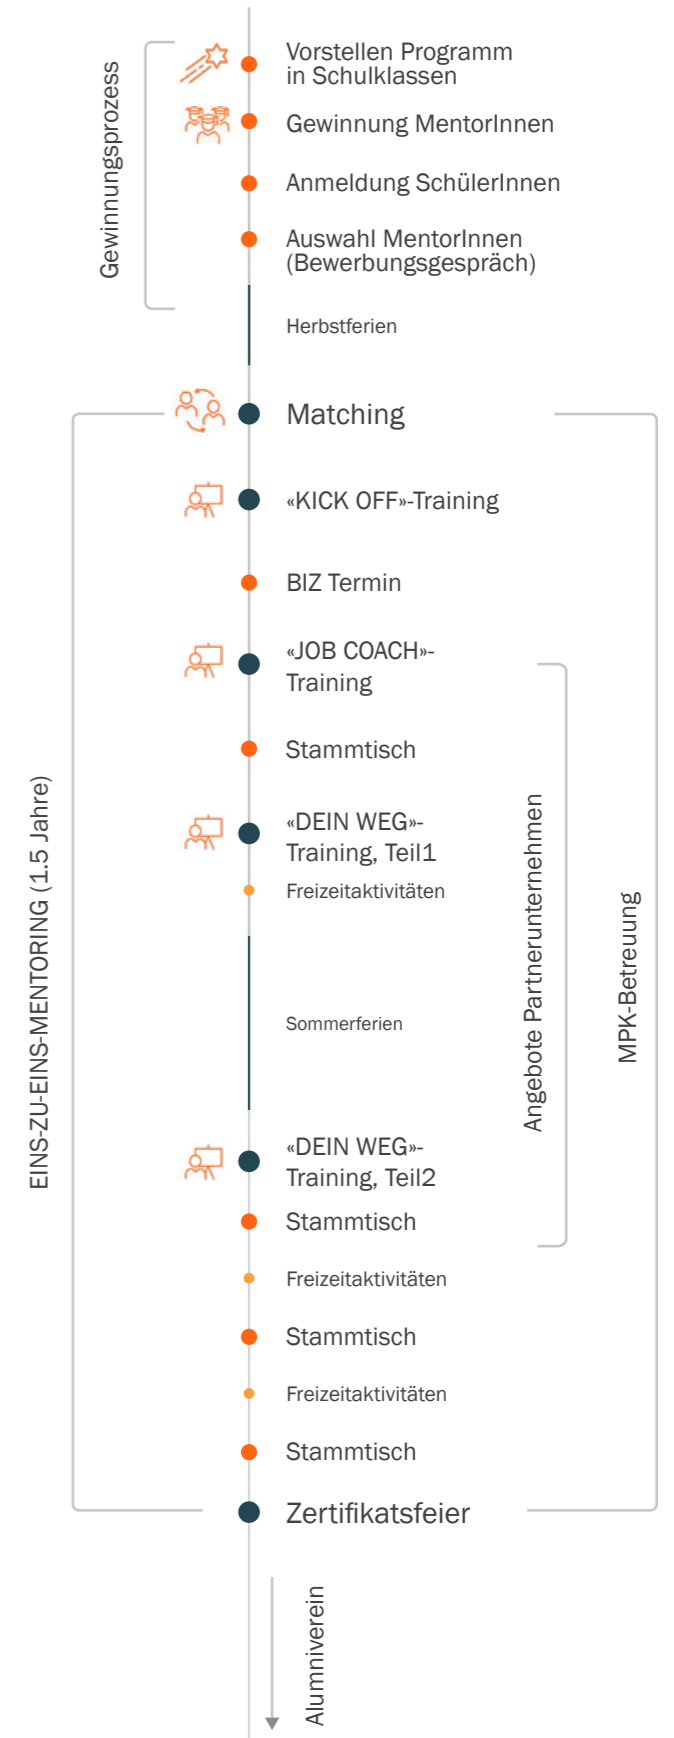 Gewinnungsprozess
Vorstellen Programm
in Schulklassen
Gewinnung MentorInnen
Anmeldung SchülerInnen
Auswahl MentorInnen
(Bewerbungsgespräch)
Herbstferien
EINS-ZU-EINS-MENTORING (1.5 Jahre)
Matching
«KICK OFF»-Training
BIZ Termin
«JOB COACH»-
Training
Stammtisch
«DEIN WEG»-
Training, Teil1
Freizeitaktivitäten
Sommerferien
«DEIN WEG»-
Training, Teil2
Stammtisch
Freizeitaktivitäten
Stammtisch
Freizeitaktivitäten
Stammtisch
Zertifikatsfeier
Angebote Partnerunternehmen
MPK-Betreuung
Alumniverein